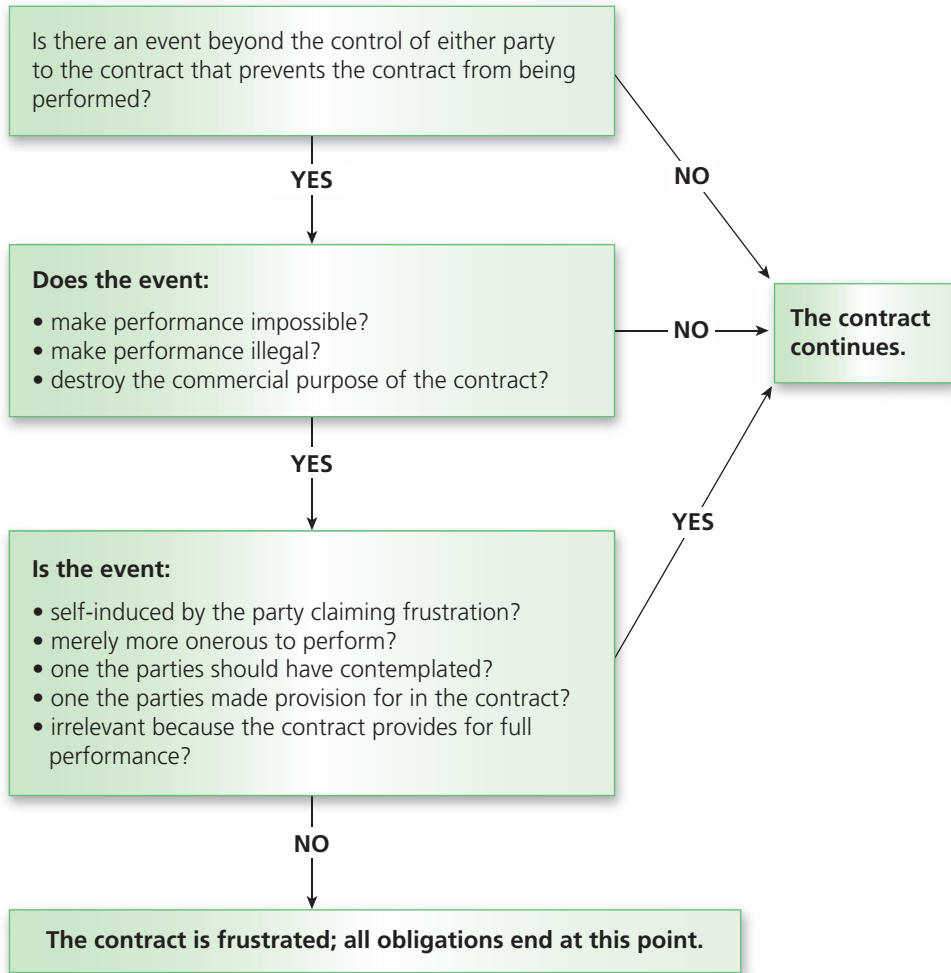 Is there an event beyond the control of either party
to the contract that prevents the contract from being
performed?
NO
YES
Does the event:
• make performance impossible?
• make performance illegal?
• destroy the commercial purpose of the contract?
NO
The contract
continues.
YES
YES
Is the event:
• self-induced by the party claiming frustration?
• merely more onerous to perform?
• one the parties should have contemplated?
• one the parties made provision for in the contract?
• irrelevant because the contract provides for full
performance?
NO
The contract is frustrated; all obligations end at this point.